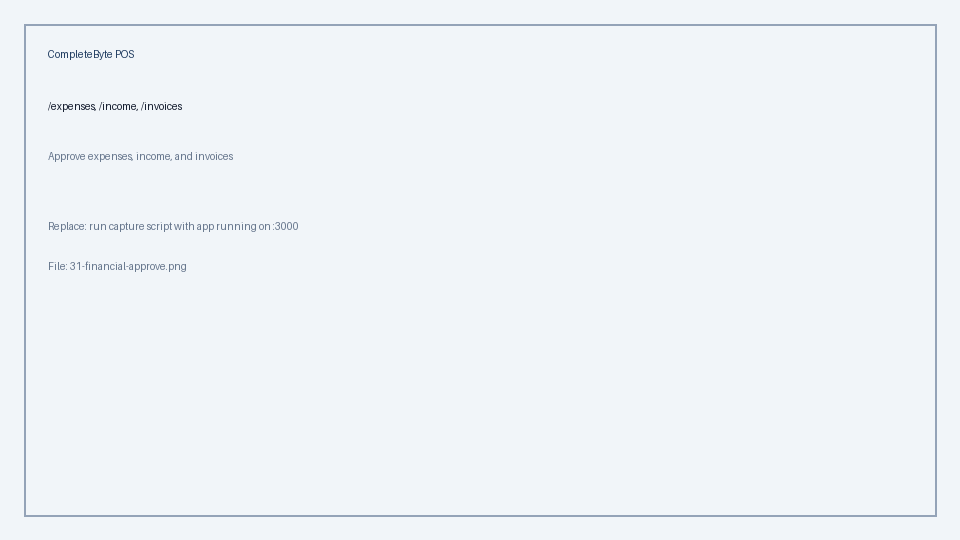 CompleteByte POS
/expenses, /income, /invoices
Approve expenses, income, and invoices
Replace: run capture script with app running on :3000
File: 31-financial-approve.png